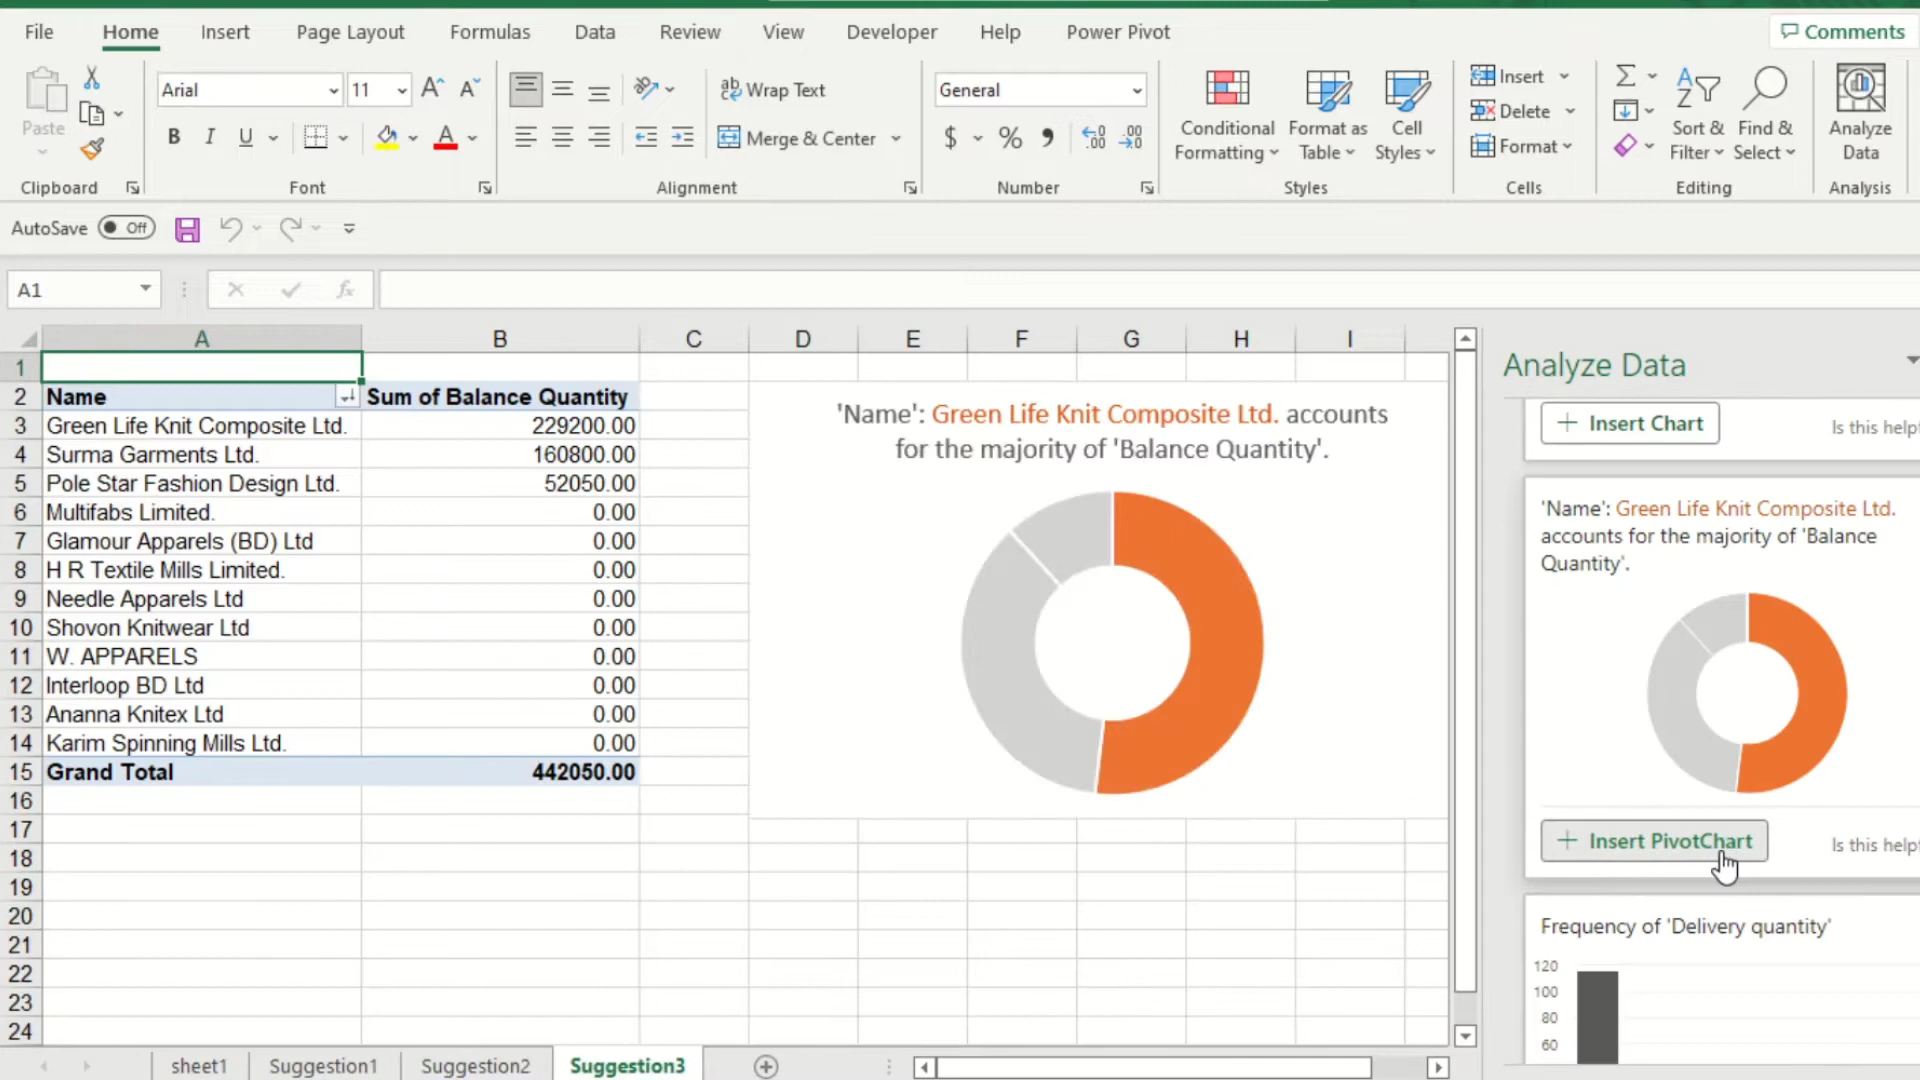 File Home Insert Page Layout Formulas Data Review View Developer Help Power Pivot Comments
Arial 11 Wrap Text General Insert
Paste Conditional Format as Cell Delete Sort & Find & Analyze
B I U Merge & Center $ % Formatting Table Styles Format Filter Select Data
Clipboard Font Alignment Number Styles Cells Editing Analysis
AutoSave Off
A1 fx
A B C D E F G H I
1
2 Name Sum of Balance Quantity
3 Green Life Knit Composite Ltd. 229200.00
4 Surma Garments Ltd. 160800.00
5 Pole Star Fashion Design Ltd. 52050.00
6 Multifabs Limited. 0.00
7 Glamour Apparels (BD) Ltd 0.00
8 H R Textile Mills Limited. 0.00
9 Needle Apparels Ltd 0.00
10 Shovon Knitwear Ltd 0.00
11 W. APPARELS 0.00
12 Interloop BD Ltd 0.00
13 Ananna Knitex Ltd 0.00
14 Karim Spinning Mills Ltd. 0.00
15 Grand Total 442050.00
16
17
18
19
20
21
22
23
24
'Name': Green Life Knit Composite Ltd. accounts
for the majority of 'Balance Quantity'.
Analyze Data
Insert Chart Is this help
'Name': Green Life Knit Composite Ltd.
accounts for the majority of 'Balance
Quantity'.
Insert PivotChart Is this help
Frequency of 'Delivery quantity'
120
100
80
60
sheet1 Suggestion1 Suggestion2 Suggestion3